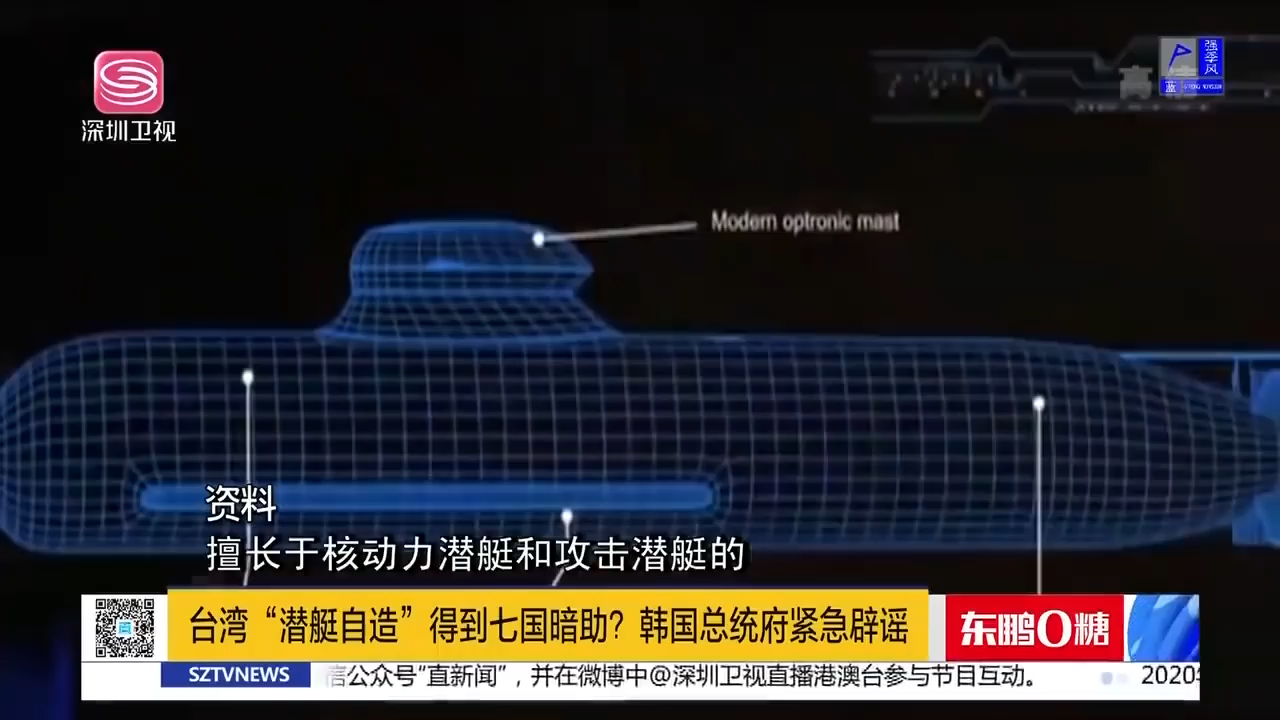 深圳卫视
强季风
蓝
Modern optronic mast
资料
擅长于核动力潜艇和攻击潜艇的
台湾“潜艇自造”得到七国暗助？韩国总统府紧急辟谣
东鹏0糖
SZTVNEWS
信公众号“直新闻”，并在微博中@深圳卫视直播港澳台参与节目互动。
2020